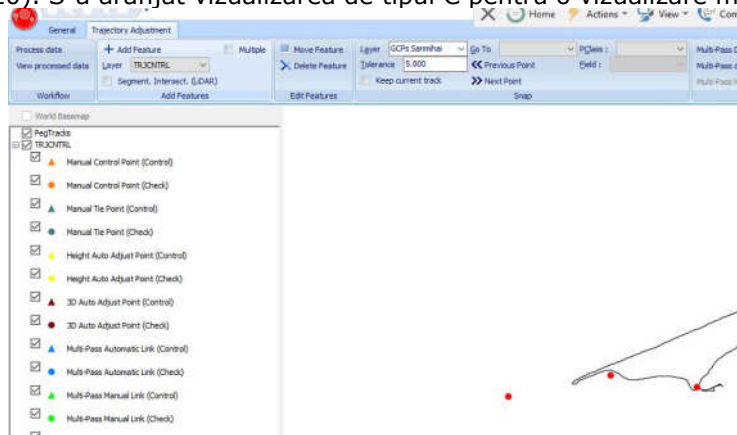 S-a aranjat vizualizarea de tipul C pentru o vizualizare
Home Actions View
General Trajectory Adjustment
Process data + Add Feature Multiple Move Feature Layer GCPs Sarmhai Go To PClass :
View processed data Layer TRJCNTRL Delete Feature Tolerance 5.000 Previous Point Field : Multi-Pass
Segment. Intersect. (LiDAR) Keep current track Next Point Multi-Pass
Workflow Add Features Edit Features Snap
World Basemap
PegTracks
TRJCNTRL
Manual Control Point (Control)
Manual Control Point (Check)
Manual Tie Point (Control)
Manual Tie Point (Check)
Height Auto Adjust Point (Control)
Height Auto Adjust Point (Check)
3D Auto Adjust Point (Control)
3D Auto Adjust Point (Check)
Multi-Pass Automatic Link (Control)
Multi-Pass Automatic Link (Check)
Multi-Pass Manual Link (Control)
Multi-Pass Manual Link (Check)